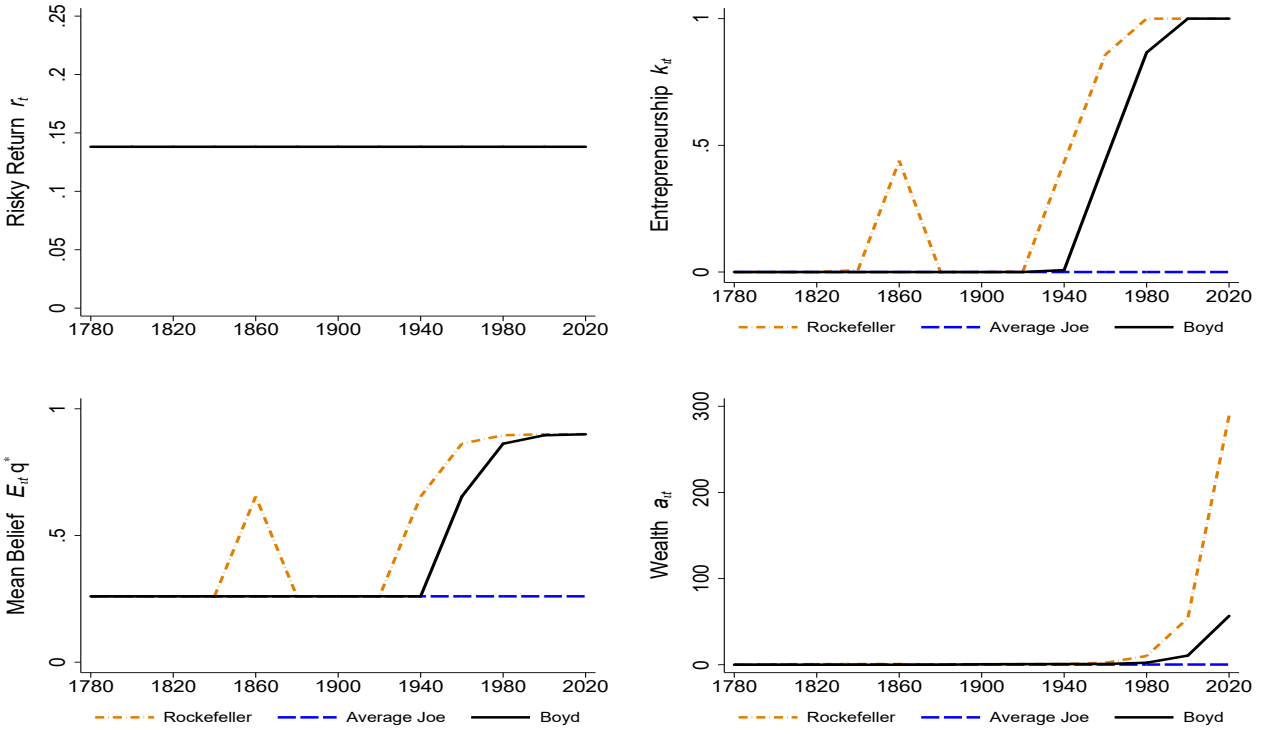 Risky Return r_t
.25
.2
.15
.1
.05
0
1780 1820 1860 1900 1940 1980 2020
Entrepreneurship k_it
1
.5
0
1780 1820 1860 1900 1940 1980 2020
Rockefeller Average Joe Boyd
Mean Belief E_it q*
1
.5
0
1780 1820 1860 1900 1940 1980 2020
Rockefeller Average Joe Boyd
Wealth a_it
300
200
100
0
1780 1820 1860 1900 1940 1980 2020
Rockefeller Average Joe Boyd